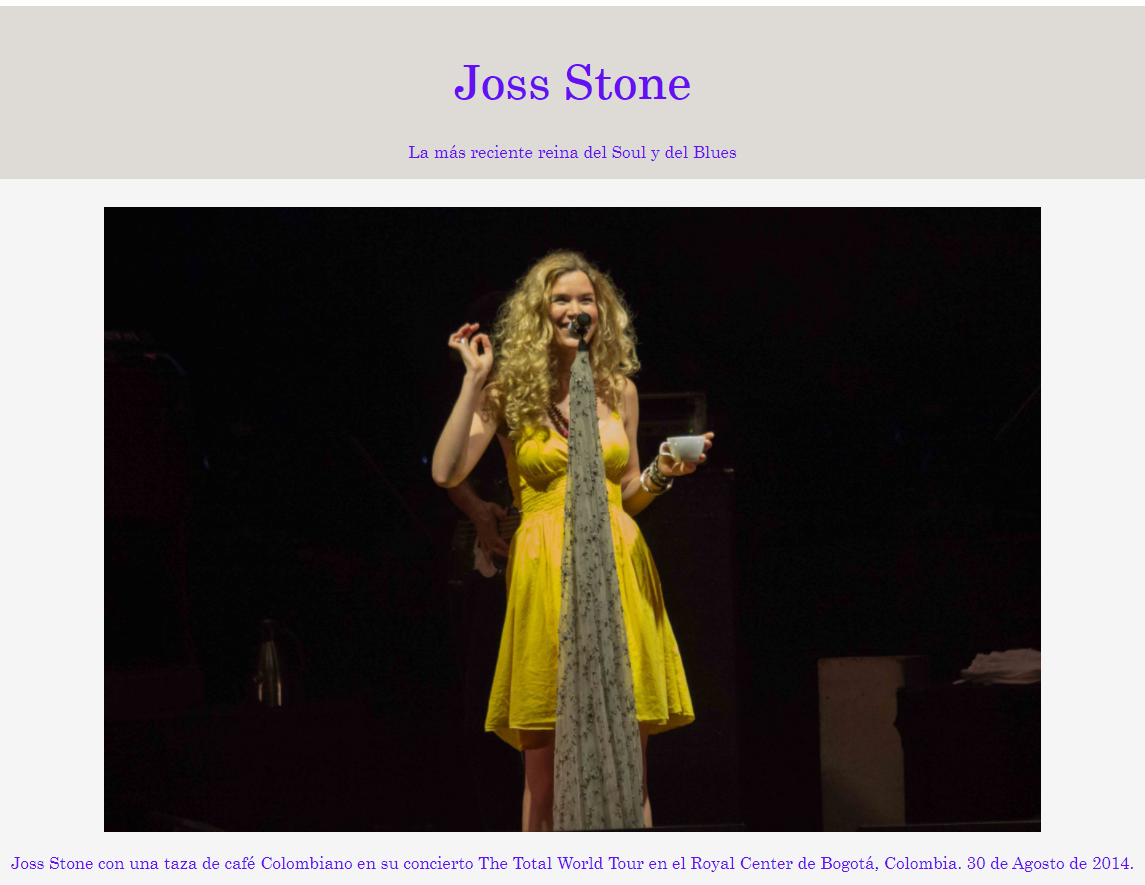 Joss Stone
La más reciente reina del Soul y del Blues
Joss Stone con una taza de café Colombiano en su concierto The Total World Tour en el Royal Center de Bogotá, Colombia. 30 de Agosto de 2014.